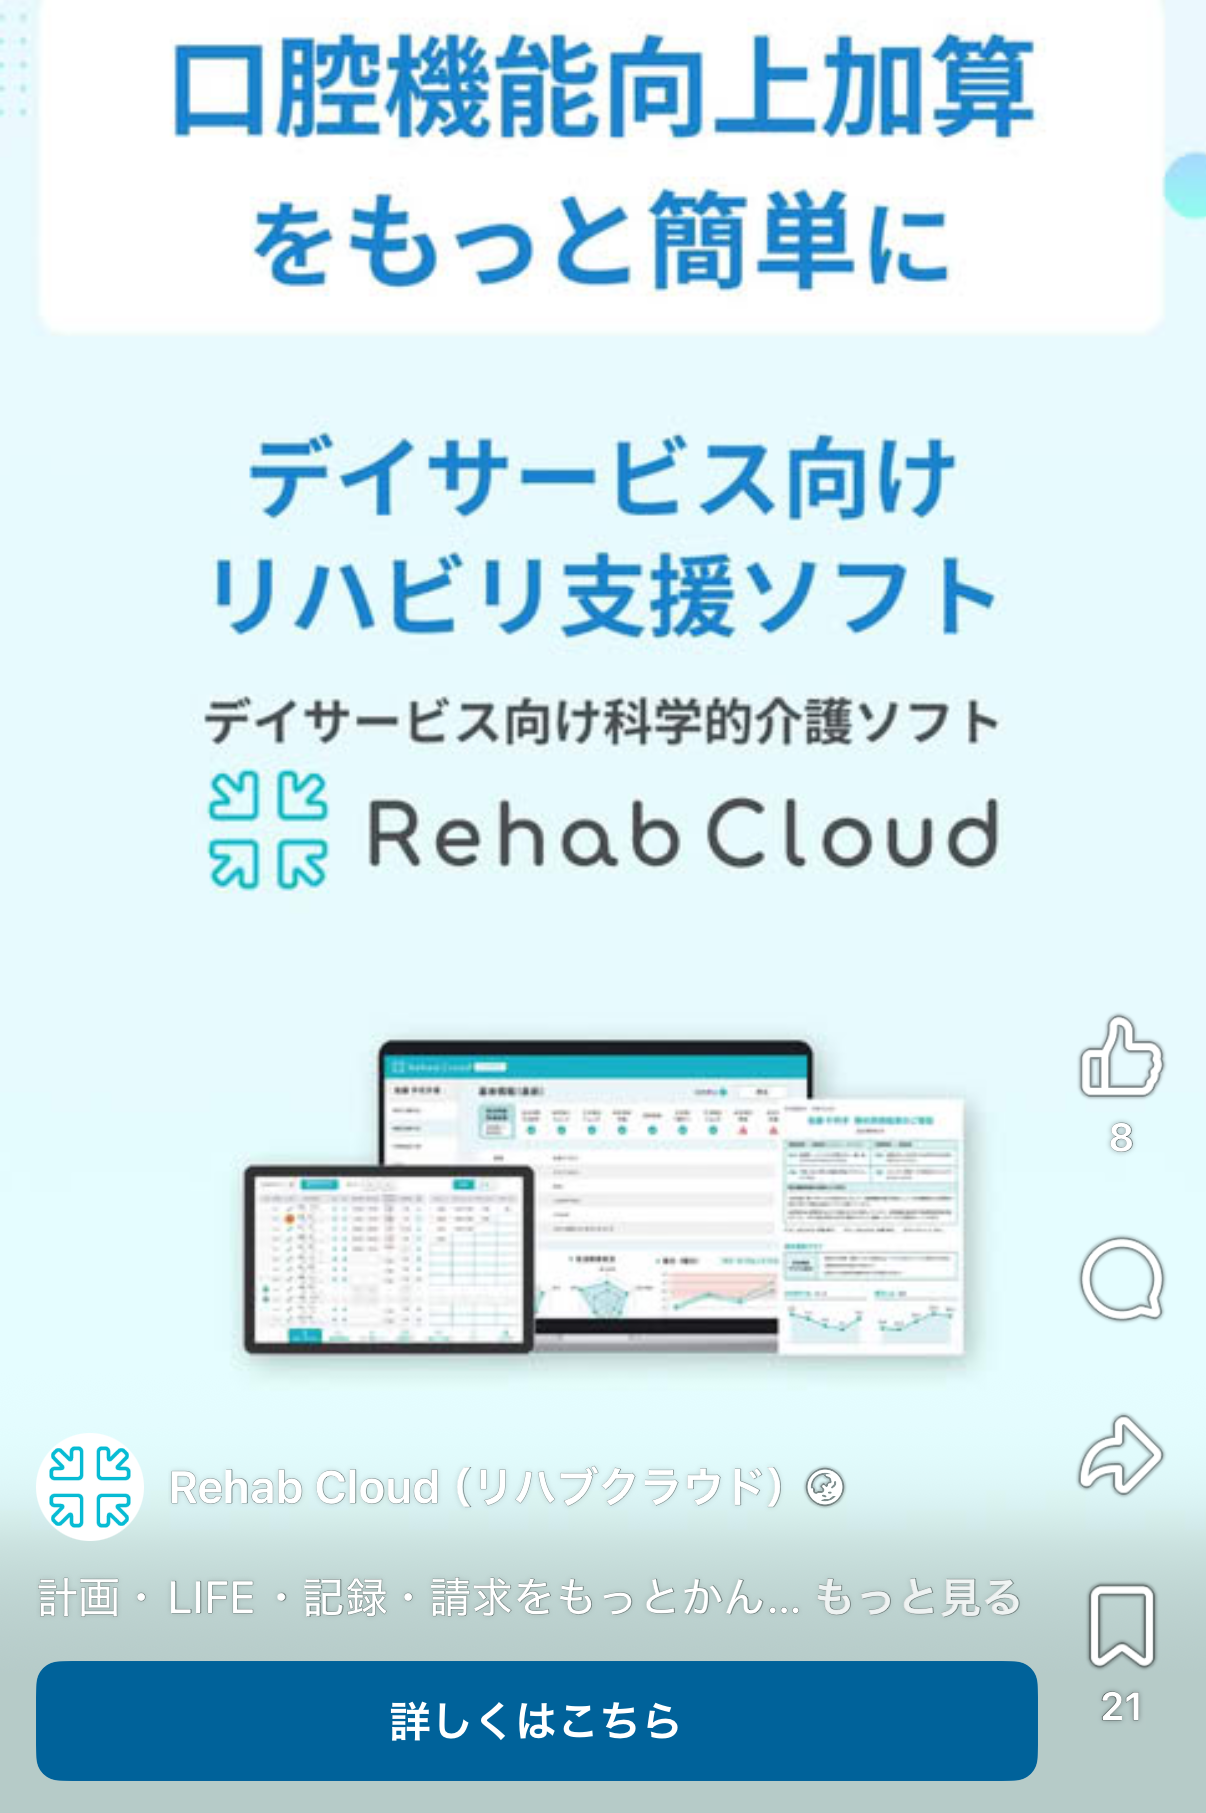 口腔機能向上加算
をもっと簡単に
デイサービス向け
リハビリ支援ソフト
デイサービス向け科学的介護ソフト
Rehab Cloud
Rehab Cloud
8
Rehab Cloud (リハブクラウド)
計画・LIFE・記録・請求をもっとかん... もっと見る
詳しくはこちら
21